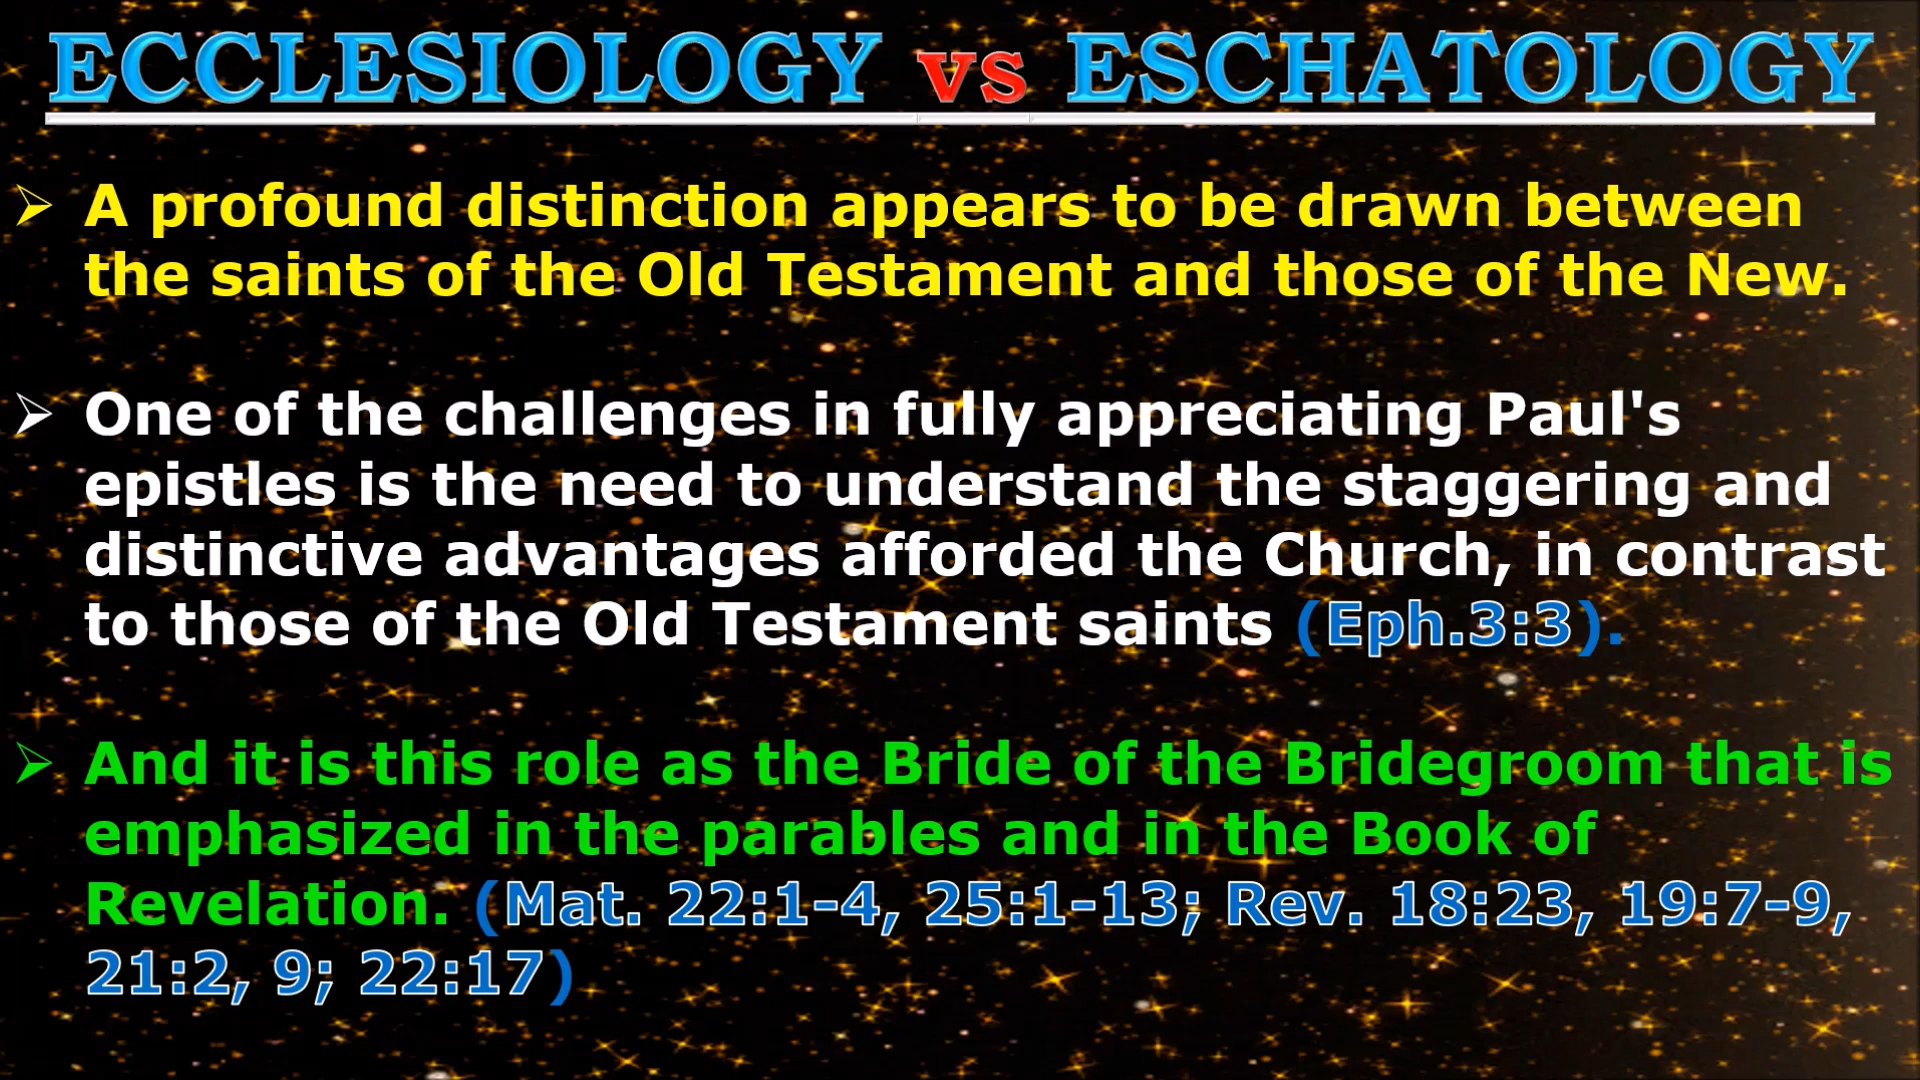 ECCLESIOLOGY vs ESCHATOLOGY
➢ A profound distinction appears to be drawn between
the saints of the Old Testament and those of the New.
➢ One of the challenges in fully appreciating Paul's
epistles is the need to understand the staggering and
distinctive advantages afforded the Church, in contrast
to those of the Old Testament saints (Eph.3:3).
➢ And it is this role as the Bride of the Bridegroom that is
emphasized in the parables and in the Book of
Revelation. (Mat. 22:1-4, 25:1-13; Rev. 18:23, 19:7-9,
21:2, 9; 22:17)